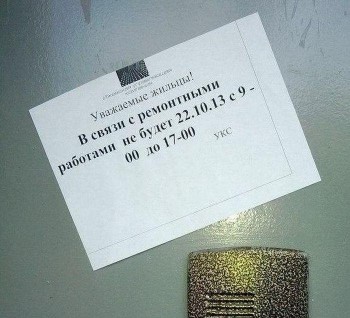 Уважаемые жильцы!
В связи с ремонтными
работами не будет 22.10.13 с 9-
00 до 17-00 УКС